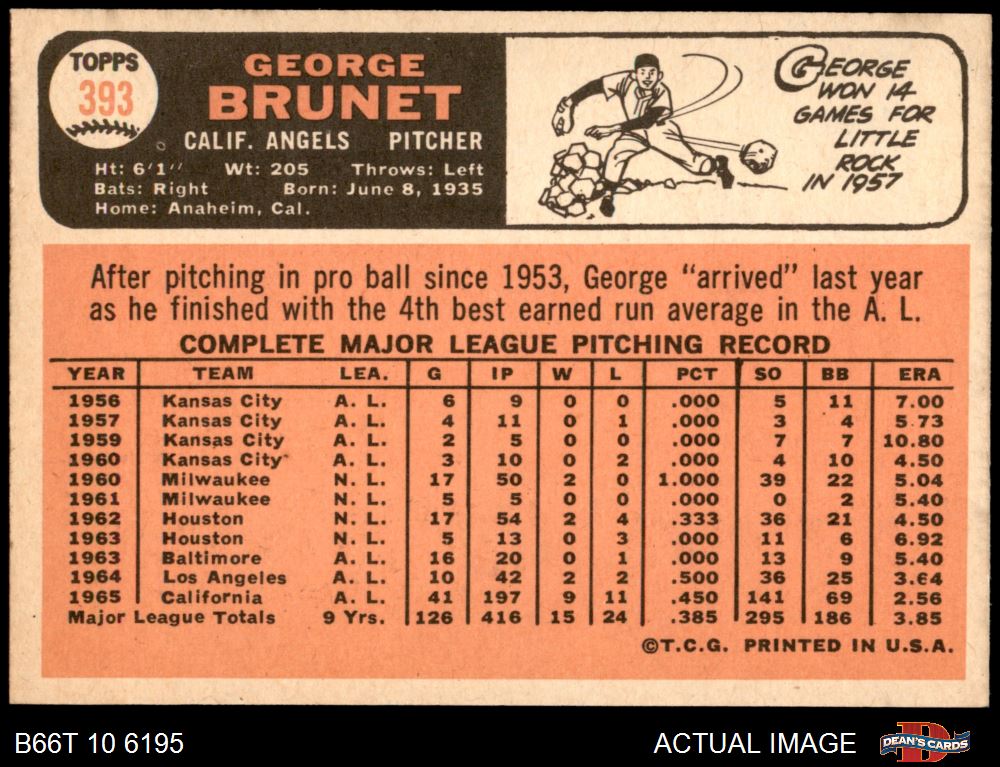 TOPPS
393
GEORGE
BRUNET
CALIF. ANGELS PITCHER
Ht: 6'1" Wt: 205 Throws: Left
Bats: Right Born: June 8, 1935
Home: Anaheim, Cal.
GEORGE
WON 14
GAMES FOR
LITTLE
ROCK
IN 1957
After pitching in pro ball since 1953, George "arrived" last year
as he finished with the 4th best earned run average in the A. L.
COMPLETE MAJOR LEAGUE PITCHING RECORD
YEAR TEAM LEA. G IP W L PCT SO BB ERA
1956 Kansas City A. L. 6 9 0 0 .000 5 11 7.00
1957 Kansas City A. L. 4 11 0 1 .000 3 4 5.73
1959 Kansas City A. L. 2 5 0 0 .000 7 7 10.80
1960 Kansas City A. L. 3 10 0 2 .000 4 10 4.50
1960 Milwaukee N. L. 17 50 2 0 1.000 39 22 5.04
1961 Milwaukee N. L. 5 5 0 0 .000 0 2 5.40
1962 Houston N. L. 17 54 2 4 .333 36 21 4.50
1963 Houston N. L. 5 13 0 3 .000 11 6 6.92
1963 Baltimore A. L. 16 20 0 1 .000 13 9 5.40
1964 Los Angeles A. L. 10 42 2 2 .500 36 25 3.64
1965 California A. L. 41 197 9 11 .450 141 69 2.56
Major League Totals 9 Yrs. 126 416 15 24 .385 295 186 3.85
©T.C.G. PRINTED IN U.S.A.
B66T 10 6195
ACTUAL IMAGE
DEAN'S CARDS